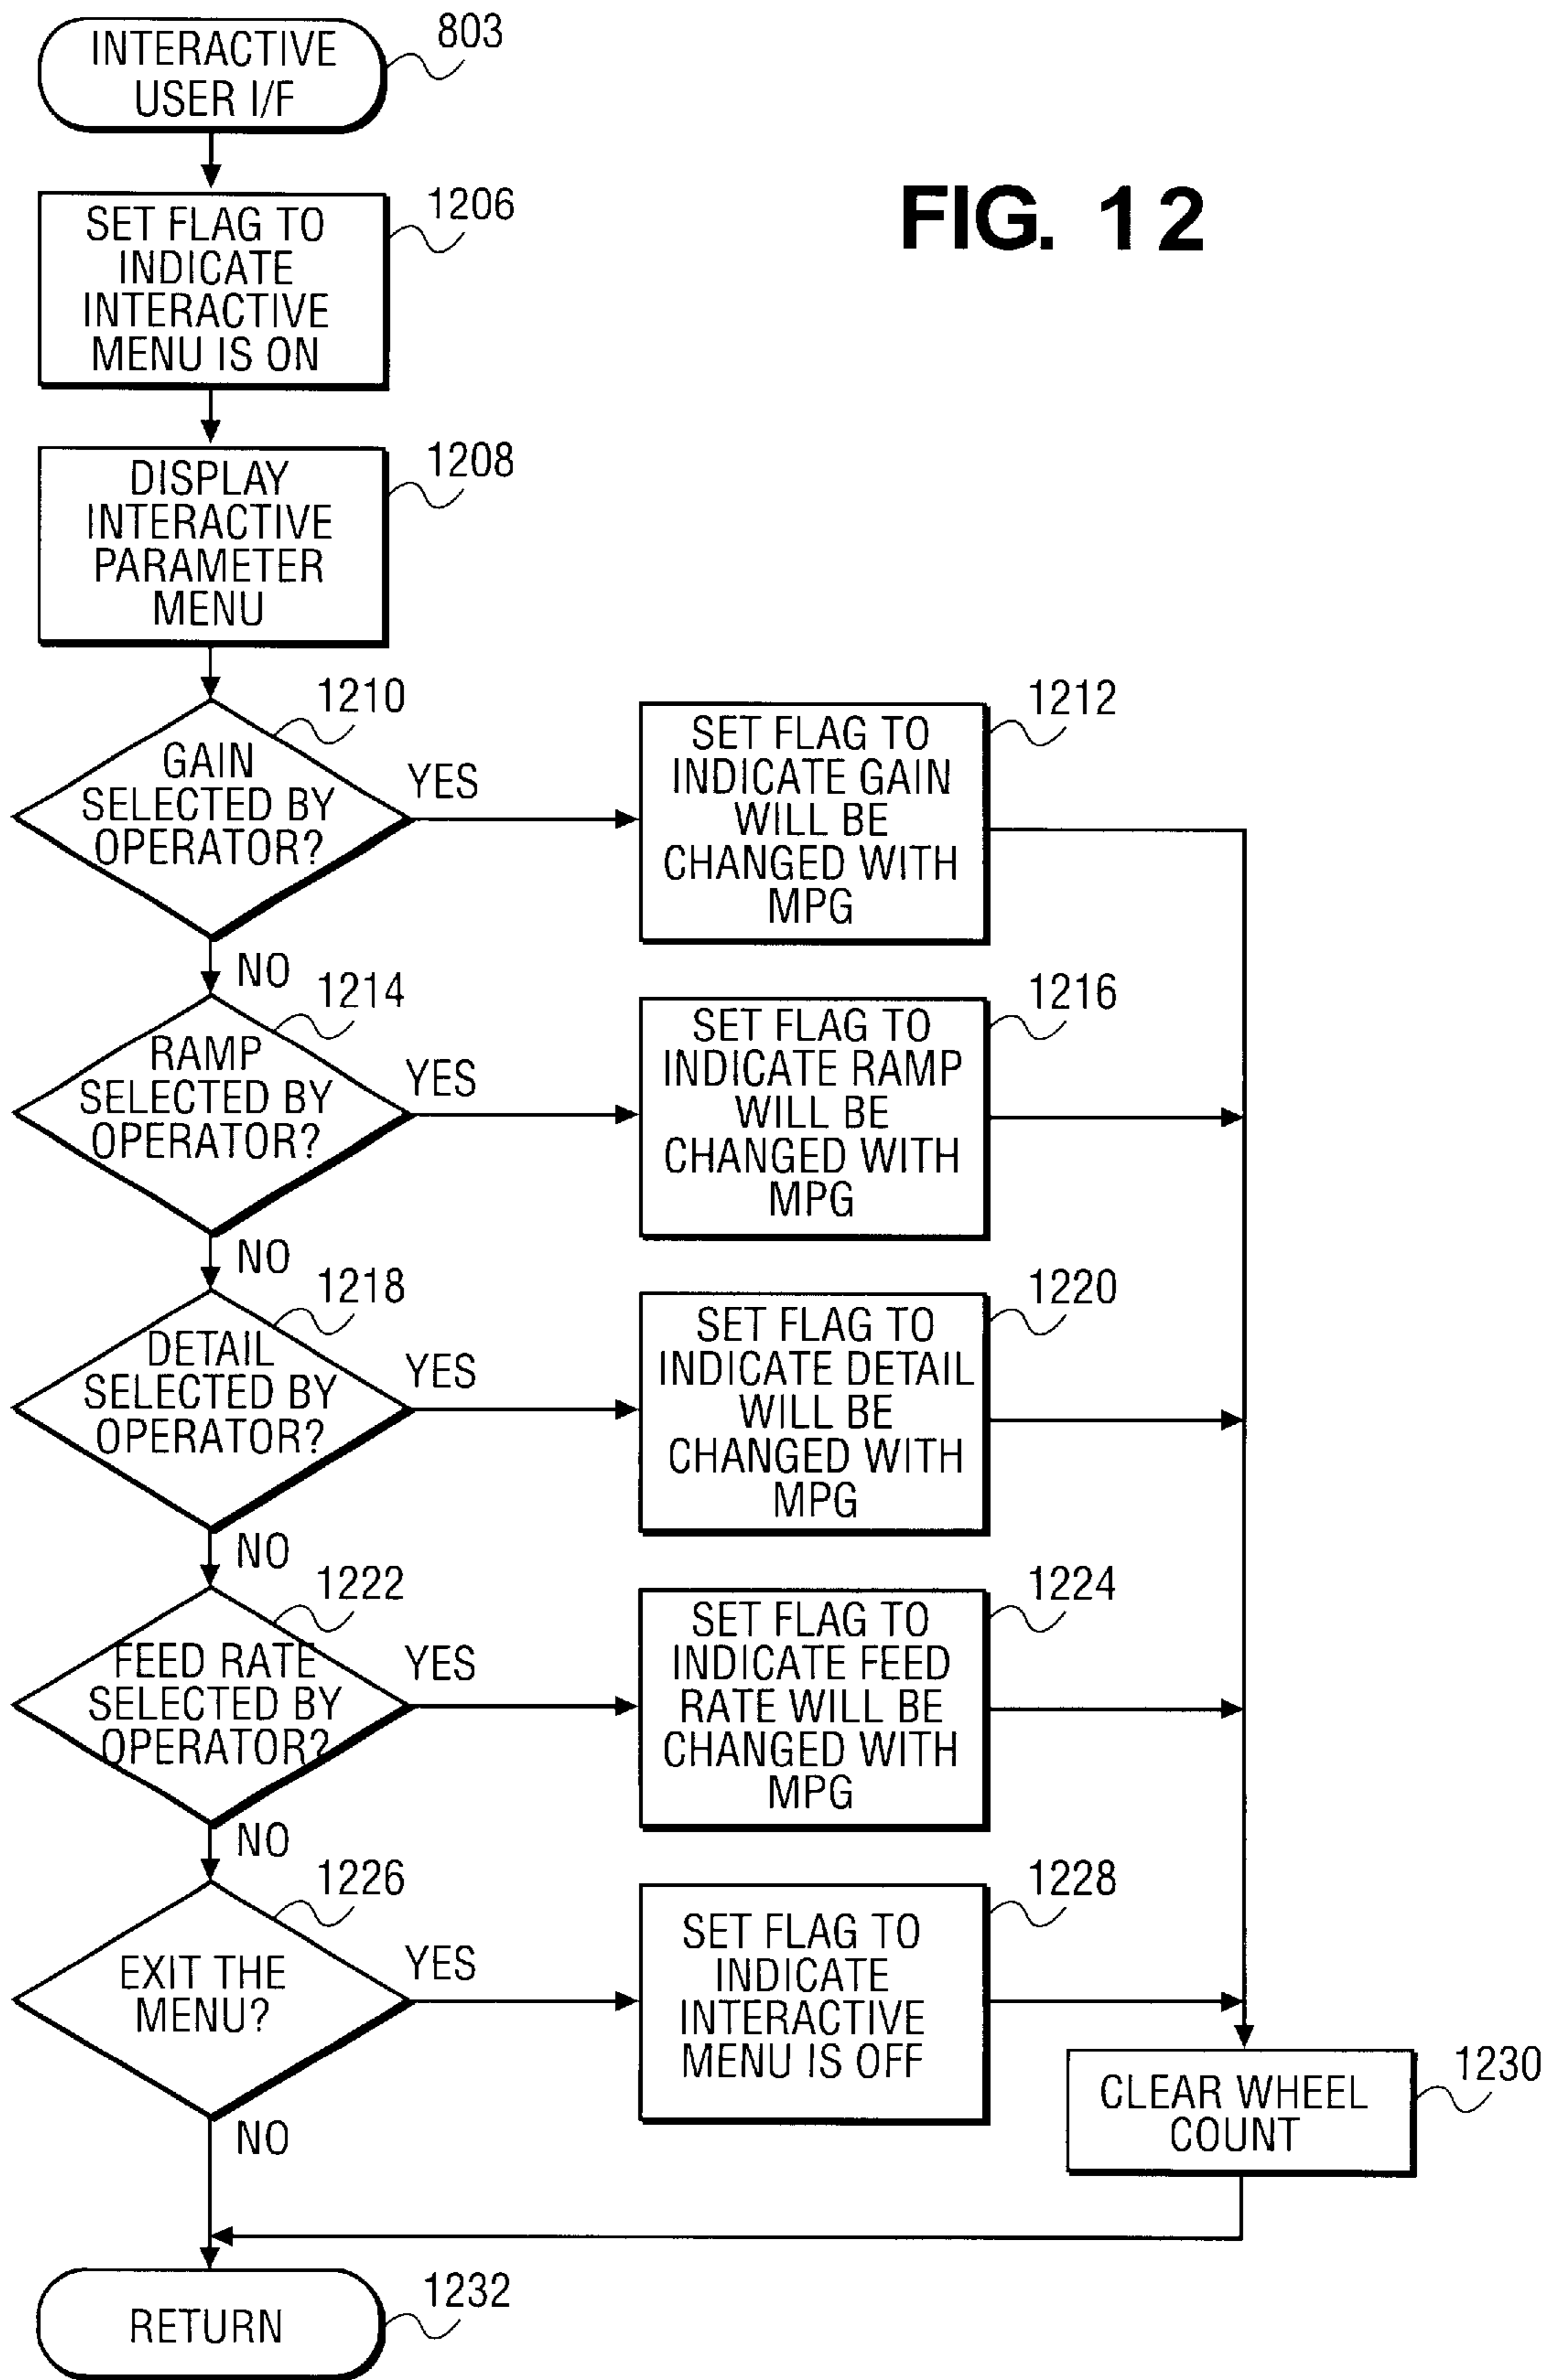 INTERACTIVE
USER I/F
803
FIG. 12
SET FLAG TO
INDICATE
INTERACTIVE
MENU IS ON
1206
DISPLAY
INTERACTIVE
PARAMETER
MENU
1208
GAIN
SELECTED BY
OPERATOR?
1210
YES
SET FLAG TO
INDICATE GAIN
WILL BE
CHANGED WITH
MPG
1212
NO
RAMP
SELECTED BY
OPERATOR?
1214
YES
SET FLAG TO
INDICATE RAMP
WILL BE
CHANGED WITH
MPG
1216
NO
DETAIL
SELECTED BY
OPERATOR?
1218
YES
SET FLAG TO
INDICATE DETAIL
WILL BE
CHANGED WITH
MPG
1220
NO
FEED RATE
SELECTED BY
OPERATOR?
1222
YES
SET FLAG TO
INDICATE FEED
RATE WILL BE
CHANGED WITH
MPG
1224
NO
EXIT THE
MENU?
1226
YES
SET FLAG TO
INDICATE
INTERACTIVE
MENU IS OFF
1228
NO
CLEAR WHEEL
COUNT
1230
RETURN
1232